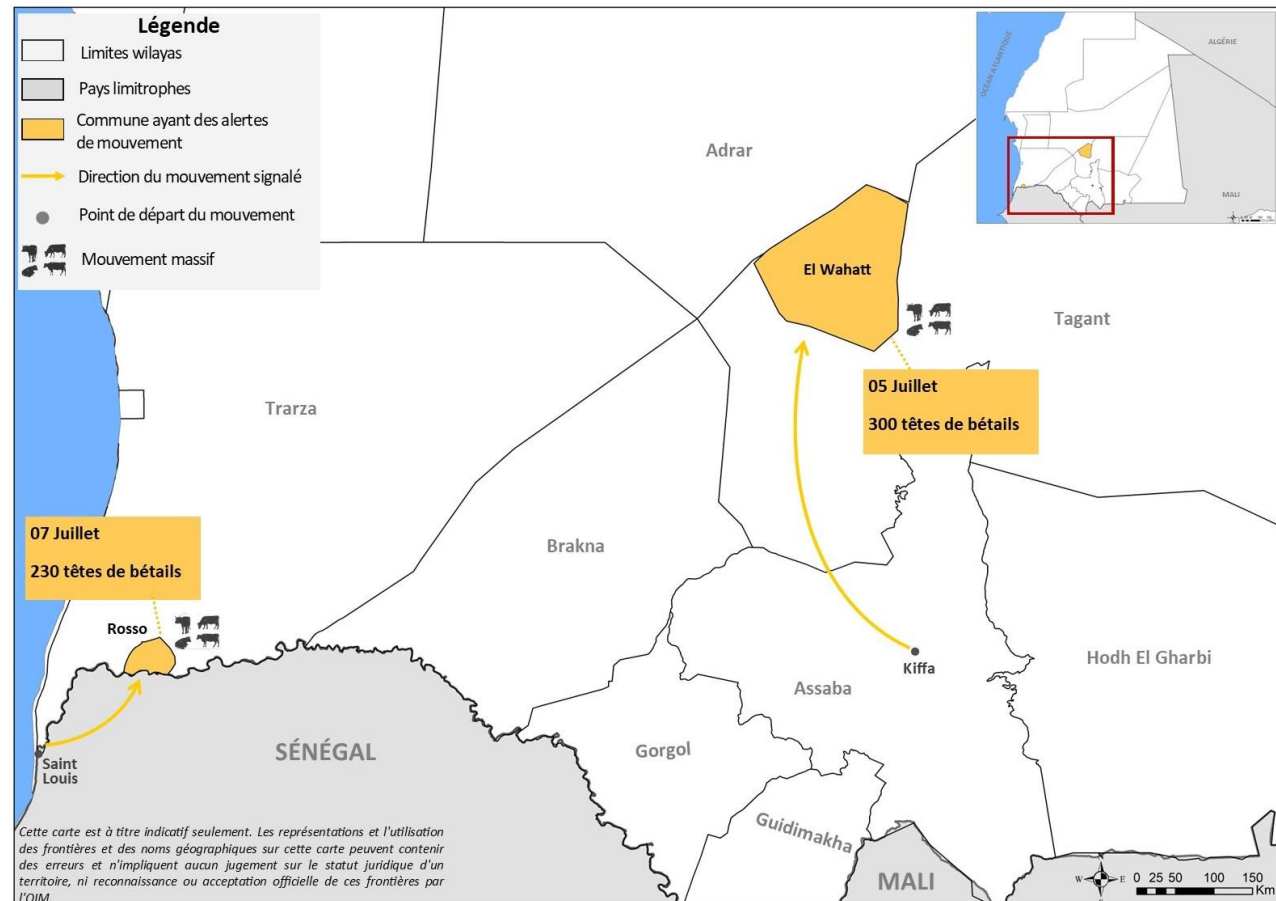 Légende
Limites wilayas
Pays limitrophes
Commune ayant des alertes
de mouvement
Direction du mouvement signalé
Point de départ du mouvement
Mouvement massif
OCÉAN ATLANTIQUE
ALGÉRIE
MALI
Adrar
El Wahatt
Tagant
Trarza
05 Juillet
300 têtes de bétails
07 Juillet
230 têtes de bétails
Brakna
Rosso
Kiffa
Hodh El Gharbi
Assaba
Gorgol
SÉNÉGAL
Saint
Louis
Guidimakha
MALI
Cette carte est à titre indicatif seulement. Les représentations et l'utilisation
des frontières et des noms géographiques sur cette carte peuvent contenir
des erreurs et n'impliquent aucun jugement sur le statut juridique d'un
territoire, ni reconnaissance ou acceptation officielle de ces frontières par
l'OIM
N
W E
0 25 50 100 150
Km